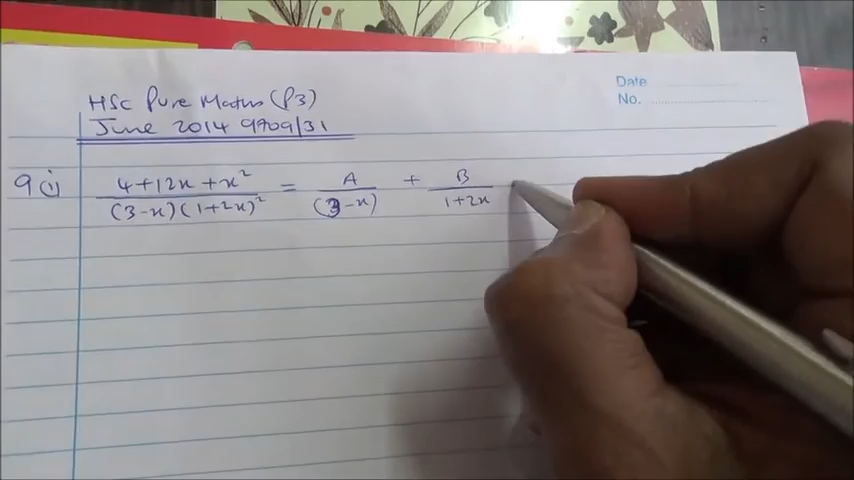 Date
No.
HSc Pure Maths (P3)
June 2014 9709/31
9(i) (4+12x+x²)/((3-x)(1+2x)²) = A/(3-x) + B/(1+2x)